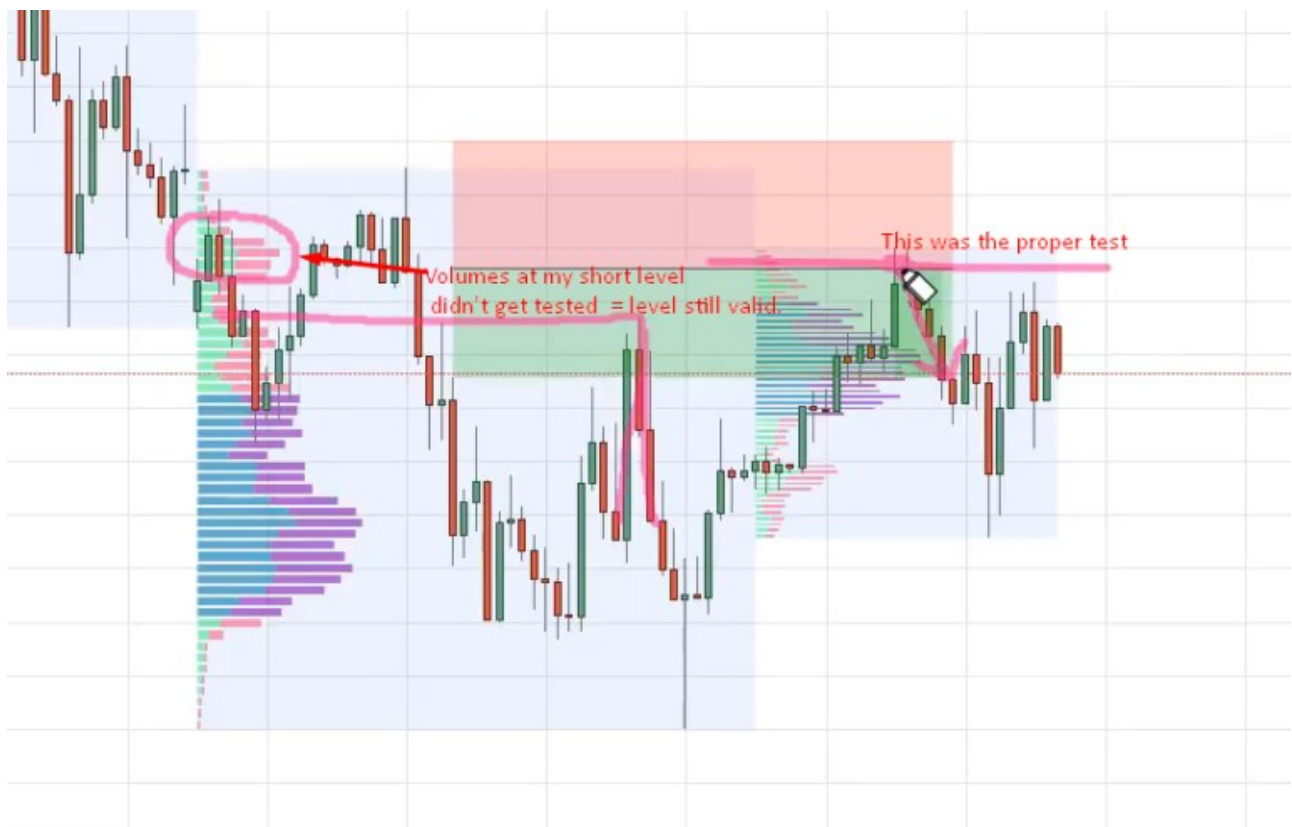 This was the proper test
Volumes at my short level
didn't get tested = level still valid.